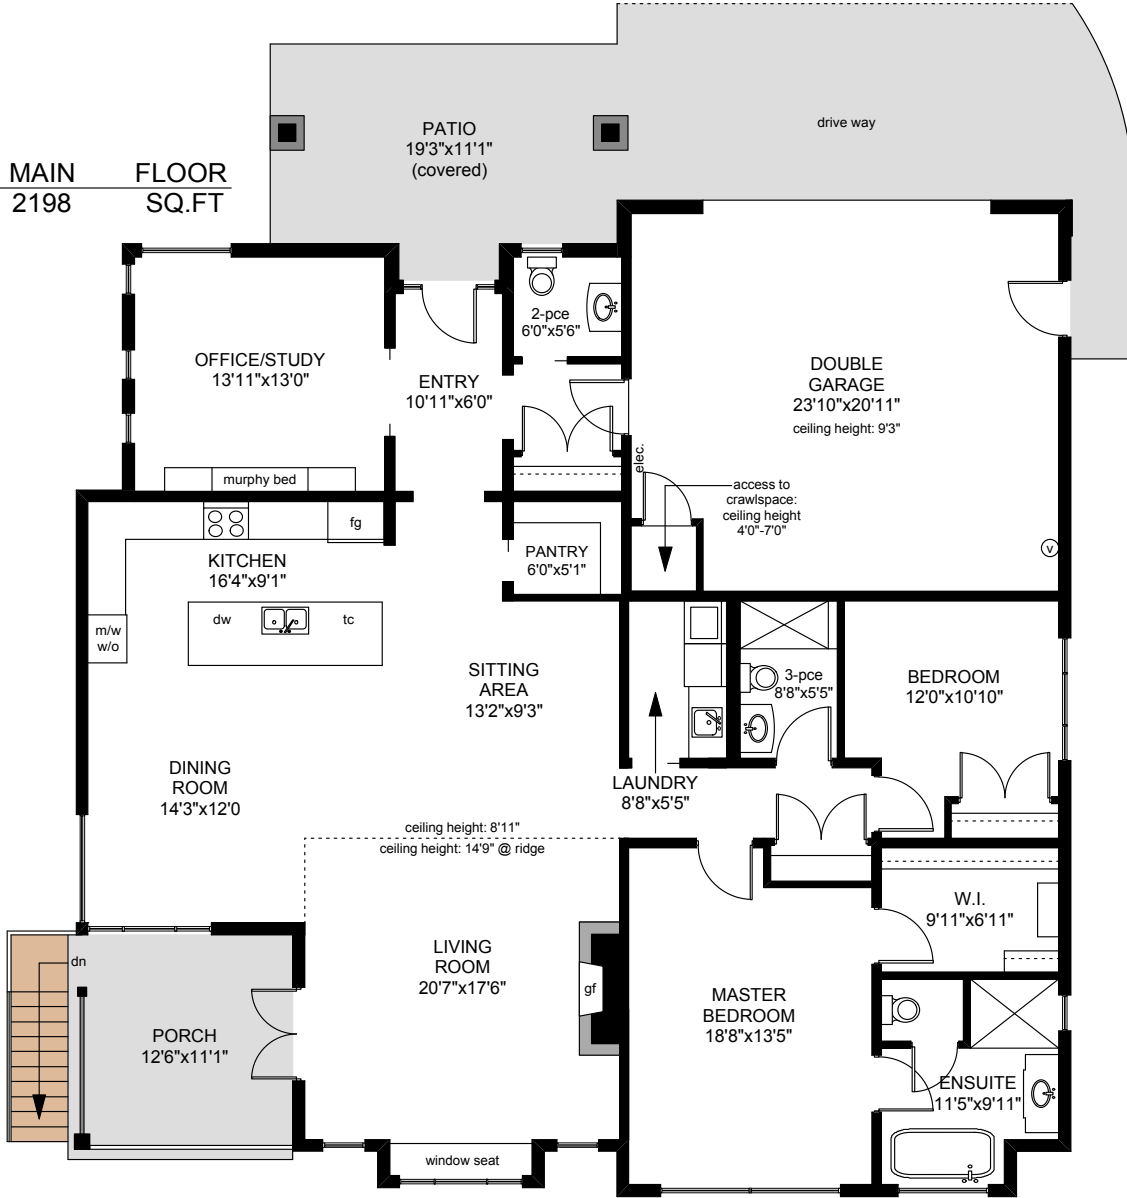 MAIN FLOOR
2198 SQ.FT
PATIO
19'3"x11'1"
(covered)
drive way
2-pce
6'0"x5'6"
OFFICE/STUDY
13'11"x13'0"
ENTRY
10'11"x6'0"
DOUBLE
GARAGE
23'10"x20'11"
ceiling height: 9'3"
elec.
murphy bed
access to
crawlspace:
ceiling height
4'0"-7'0"
fg
v
KITCHEN
16'4"x9'1"
PANTRY
6'0"x5'1"
m/w
w/o
dw
tc
SITTING
AREA
13'2"x9'3"
3-pce
8'8"x5'5"
BEDROOM
12'0"x10'10"
DINING
ROOM
14'3"x12'0
LAUNDRY
8'8"x5'5"
ceiling height: 8'11"
ceiling height: 14'9" @ ridge
W.I.
9'11"x6'11"
LIVING
ROOM
20'7"x17'6"
gf
dn
MASTER
BEDROOM
18'8"x13'5"
PORCH
12'6"x11'1"
ENSUITE
11'5"x9'11"
window seat